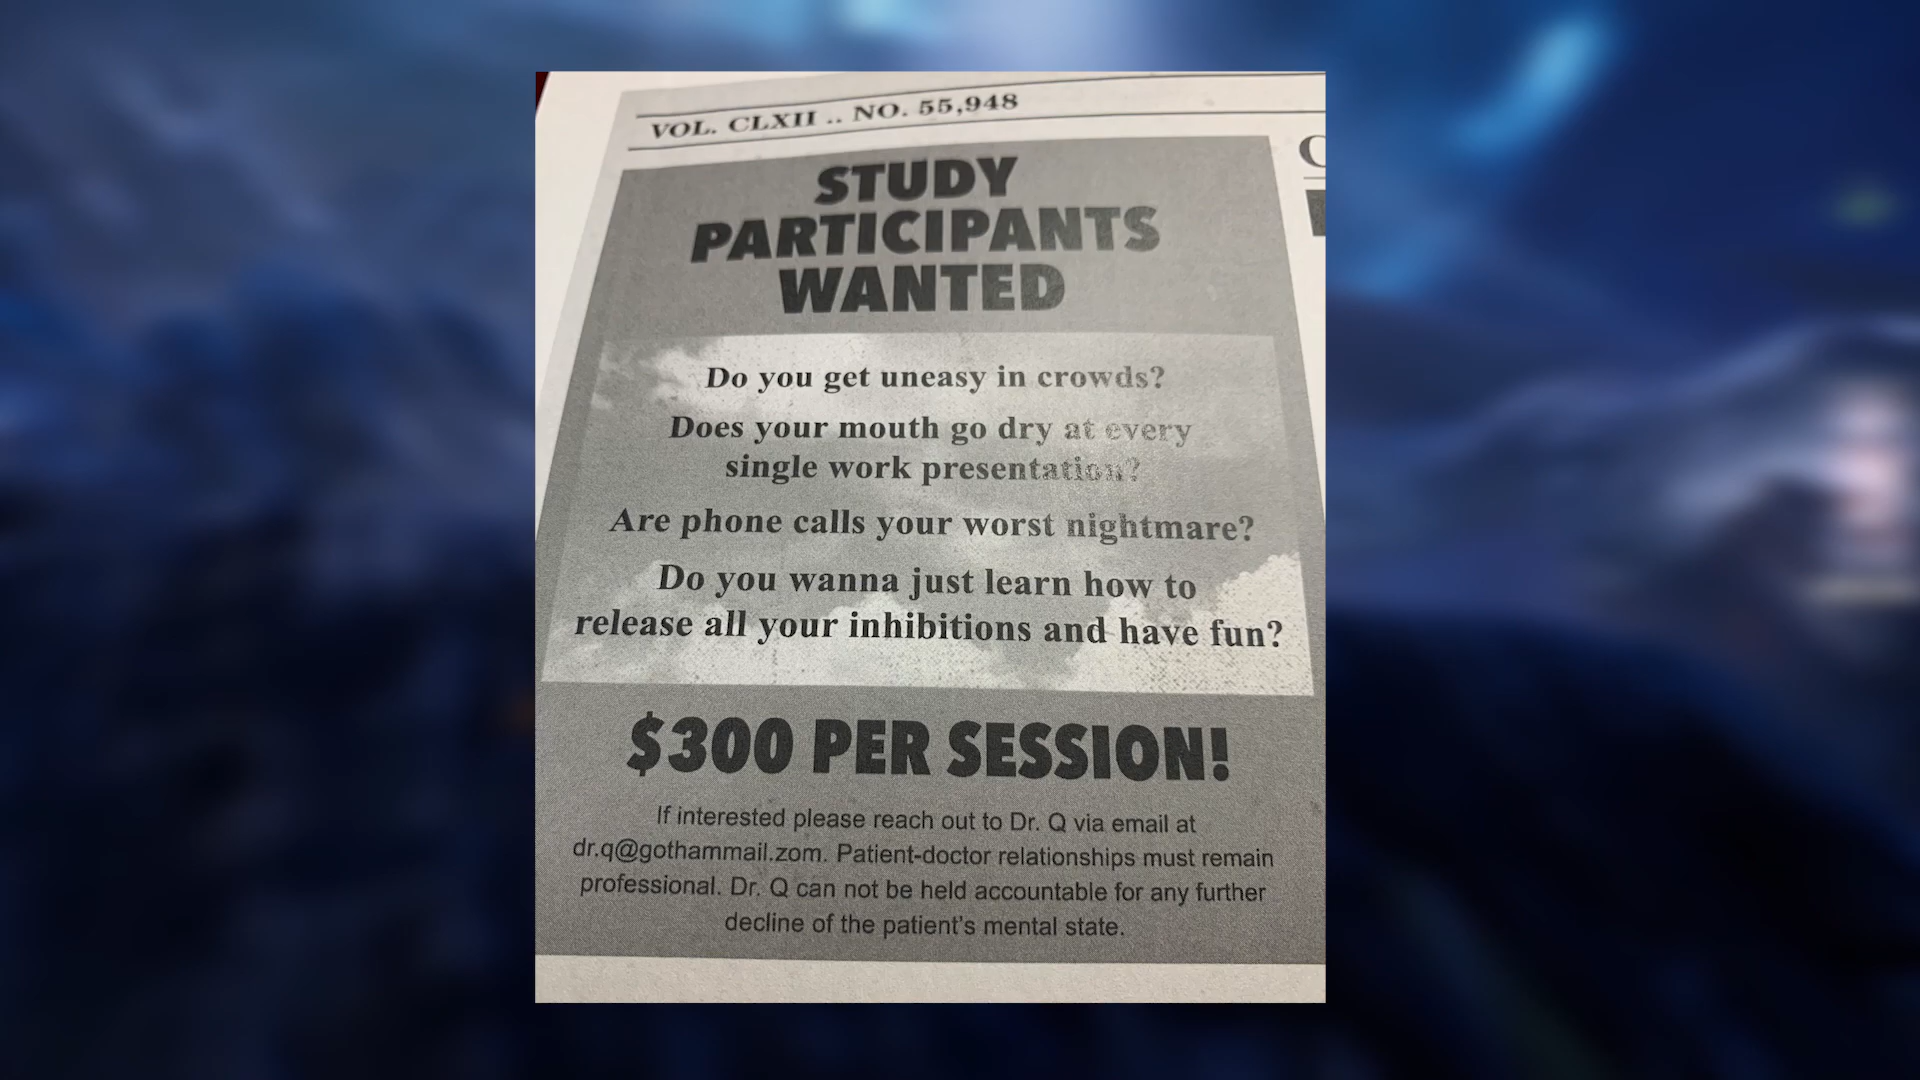 VOL. CLXII .. NO. 55,948
STUDY
PARTICIPANTS
WANTED
Do you get uneasy in crowds?
Does your mouth go dry at every
single work presentation?
Are phone calls your worst nightmare?
Do you wanna just learn how to
release all your inhibitions and have fun?
$300 PER SESSION!
If interested please reach out to Dr. Q via email at
dr.q@gothammail.zom. Patient-doctor relationships must remain
professional. Dr. Q can not be held accountable for any further
decline of the patient's mental state.